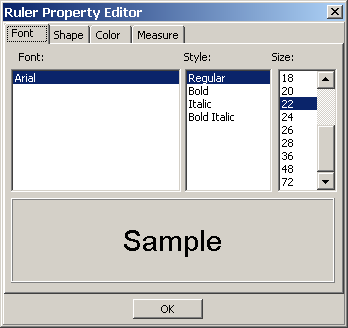 Ruler Property Editor
Font Shape Color Measure
Font: Style: Size:
Arial Regular 18
Bold 20
Italic 22
Bold Italic 24
26
28
36
48
72
Sample
OK